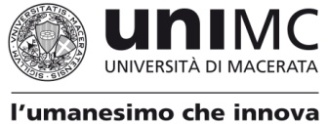 uniMC
UNIVERSITÀ DI MACERATA
l'umanesimo che innova